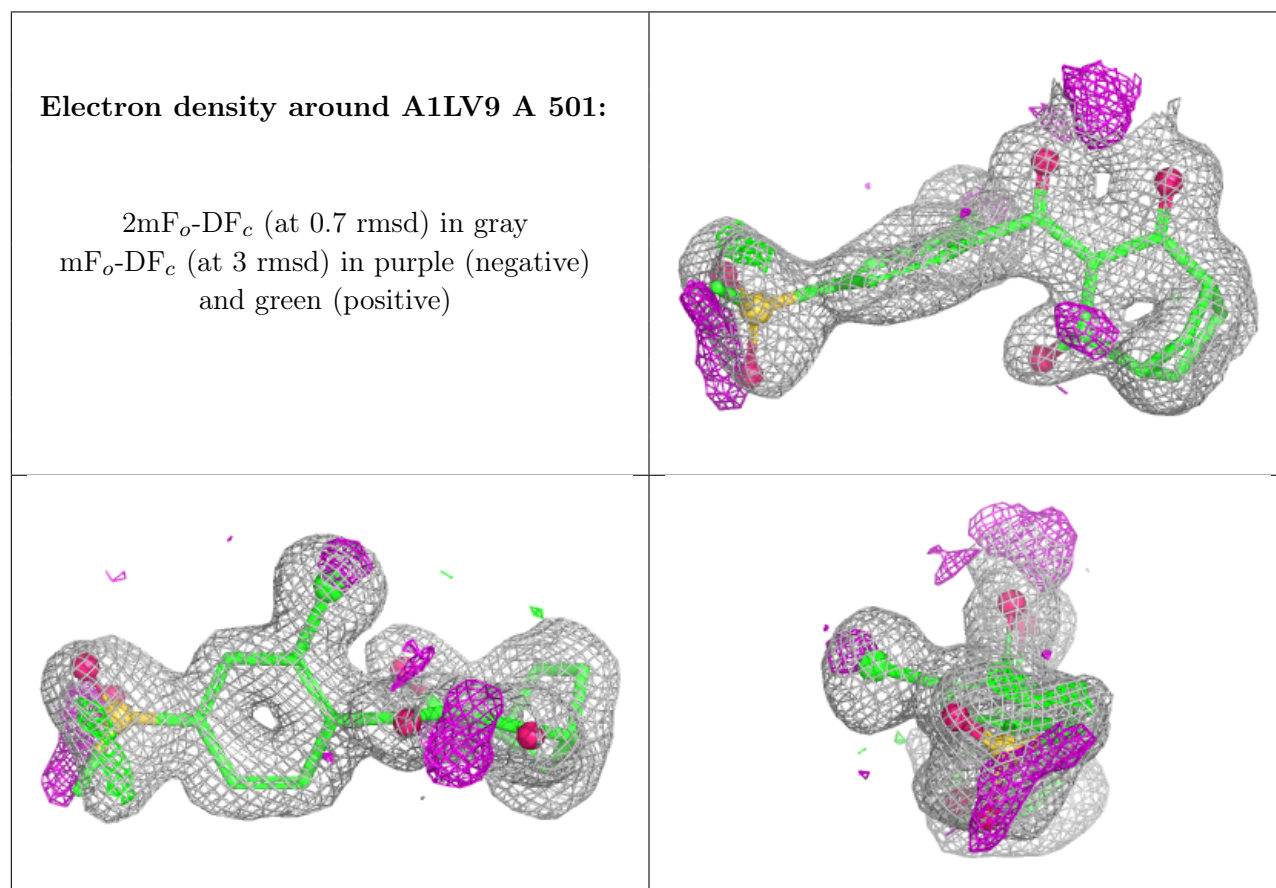 Electron density around A1LV9 A 501:
2mFo-DFc (at 0.7 rmsd) in gray
mFo-DFc (at 3 rmsd) in purple (negative)
and green (positive)